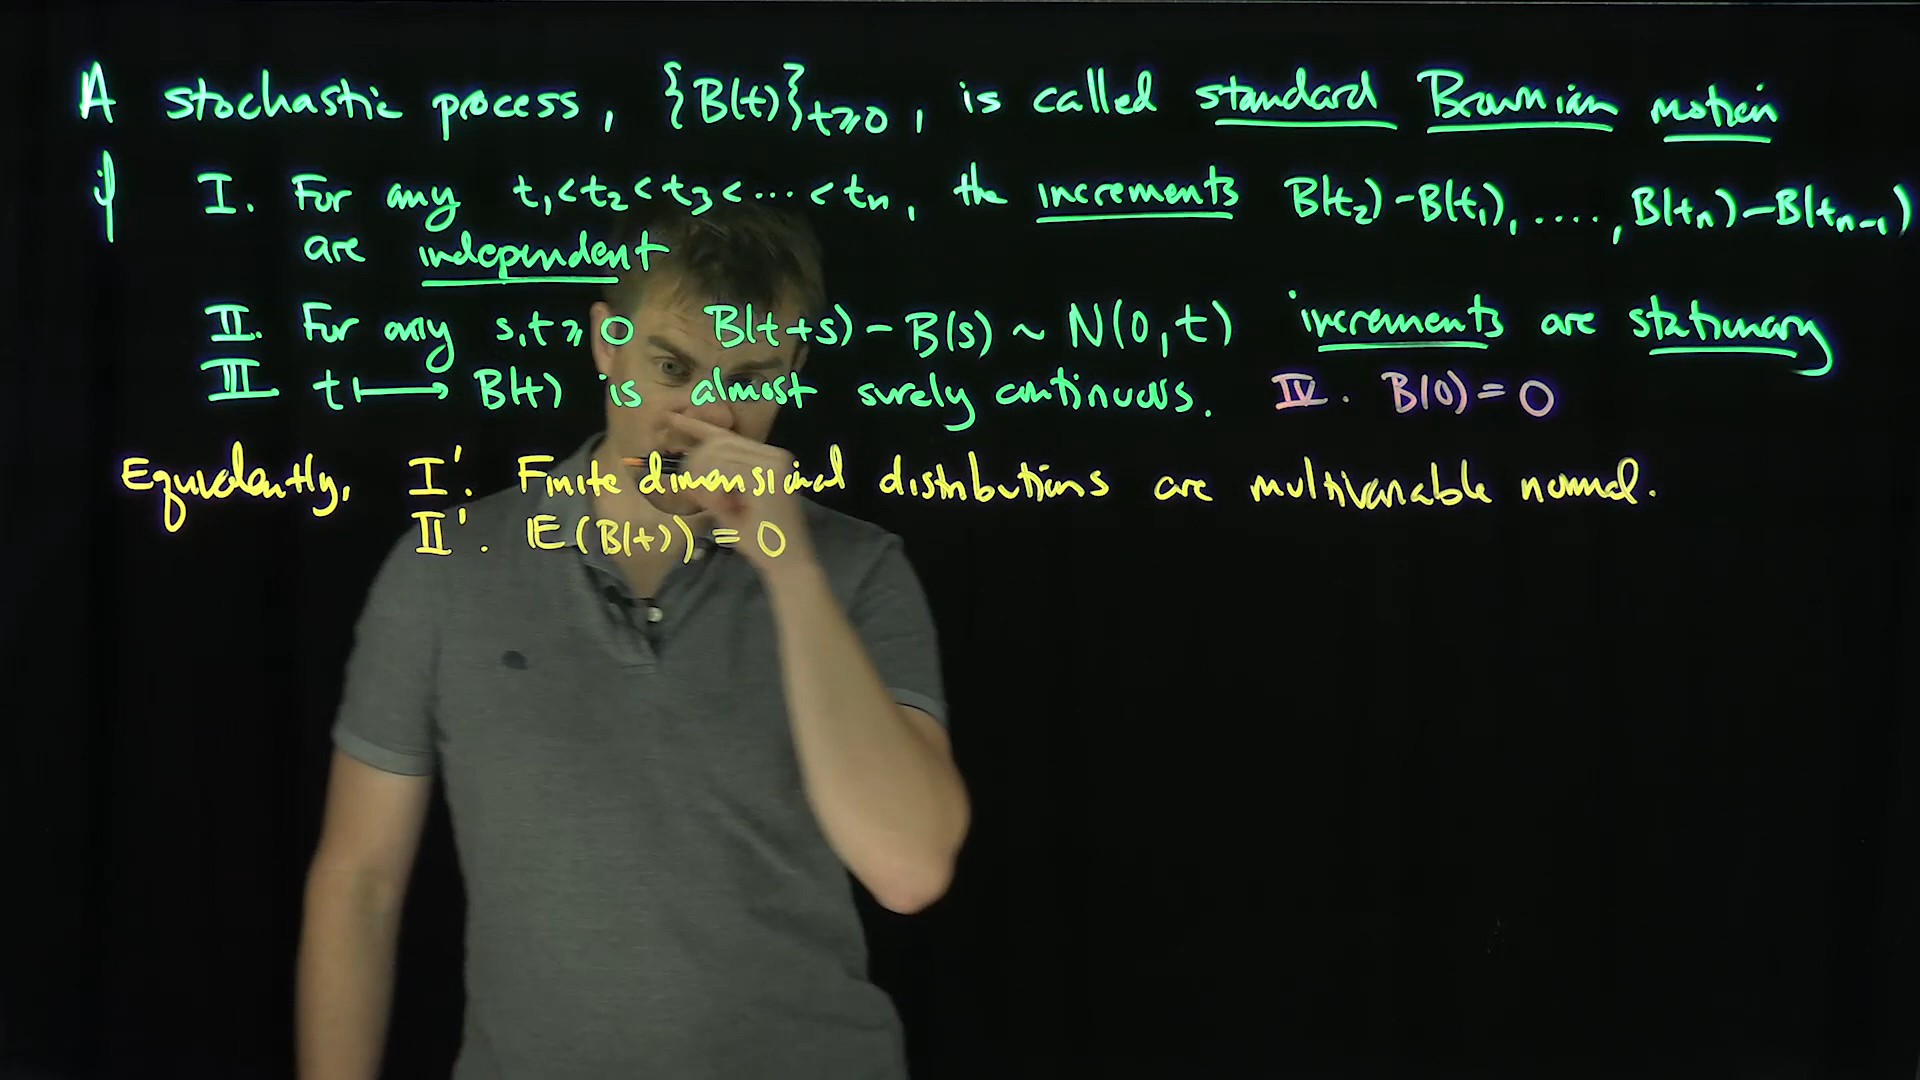 A stochastic process, {B(t)}_{t≥0}, is called standard Brownian motion
if I. For any t₁<t₂<t₃<...<tₙ, the increments B(t₂)-B(t₁), ...., B(tₙ)-B(tₙ₋₁)
are independent
II. For any s,t≥0 B(t+s)-B(s) ~ N(0,t) increments are stationary
III t ↦ B(t) is almost surely continuous. IV. B(0)=0
Equivalently, I'. Finite dimensional distributions are multivariable normal.
II'. 𝔼(B(t)) = 0